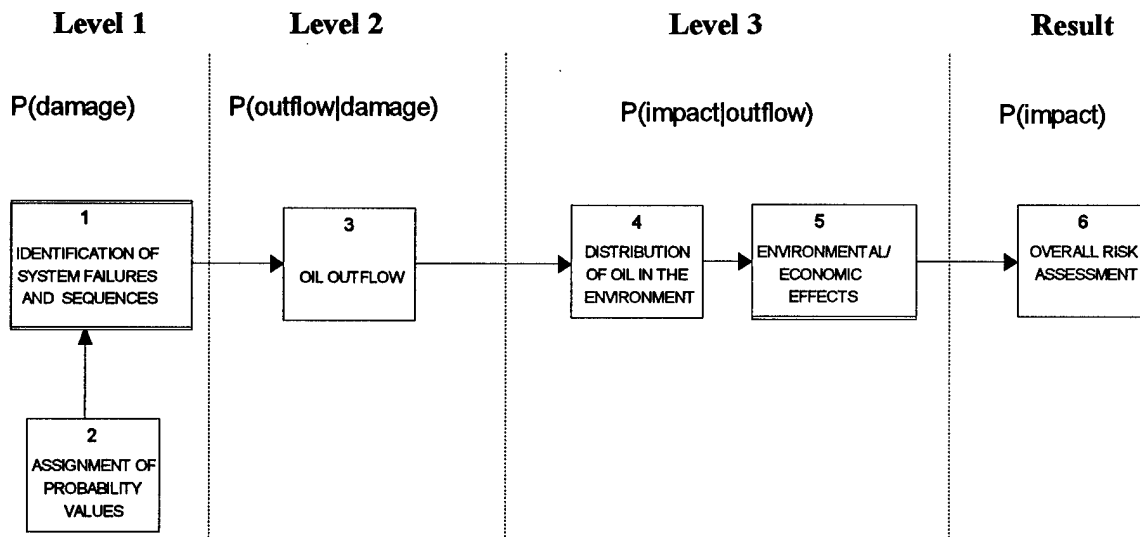 Level 1
Level 2
Level 3
Result
P(damage)
P(outflow|damage)
P(impact|outflow)
P(impact)
1
IDENTIFICATION OF
SYSTEM FAILURES
AND SEQUENCES
2
ASSIGNMENT OF
PROBABILITY
VALUES
3
OIL OUTFLOW
4
DISTRIBUTION
OF OIL IN THE
ENVIRONMENT
5
ENVIRONMENTAL/
ECONOMIC
EFFECTS
6
OVERALL RISK
ASSESSMENT